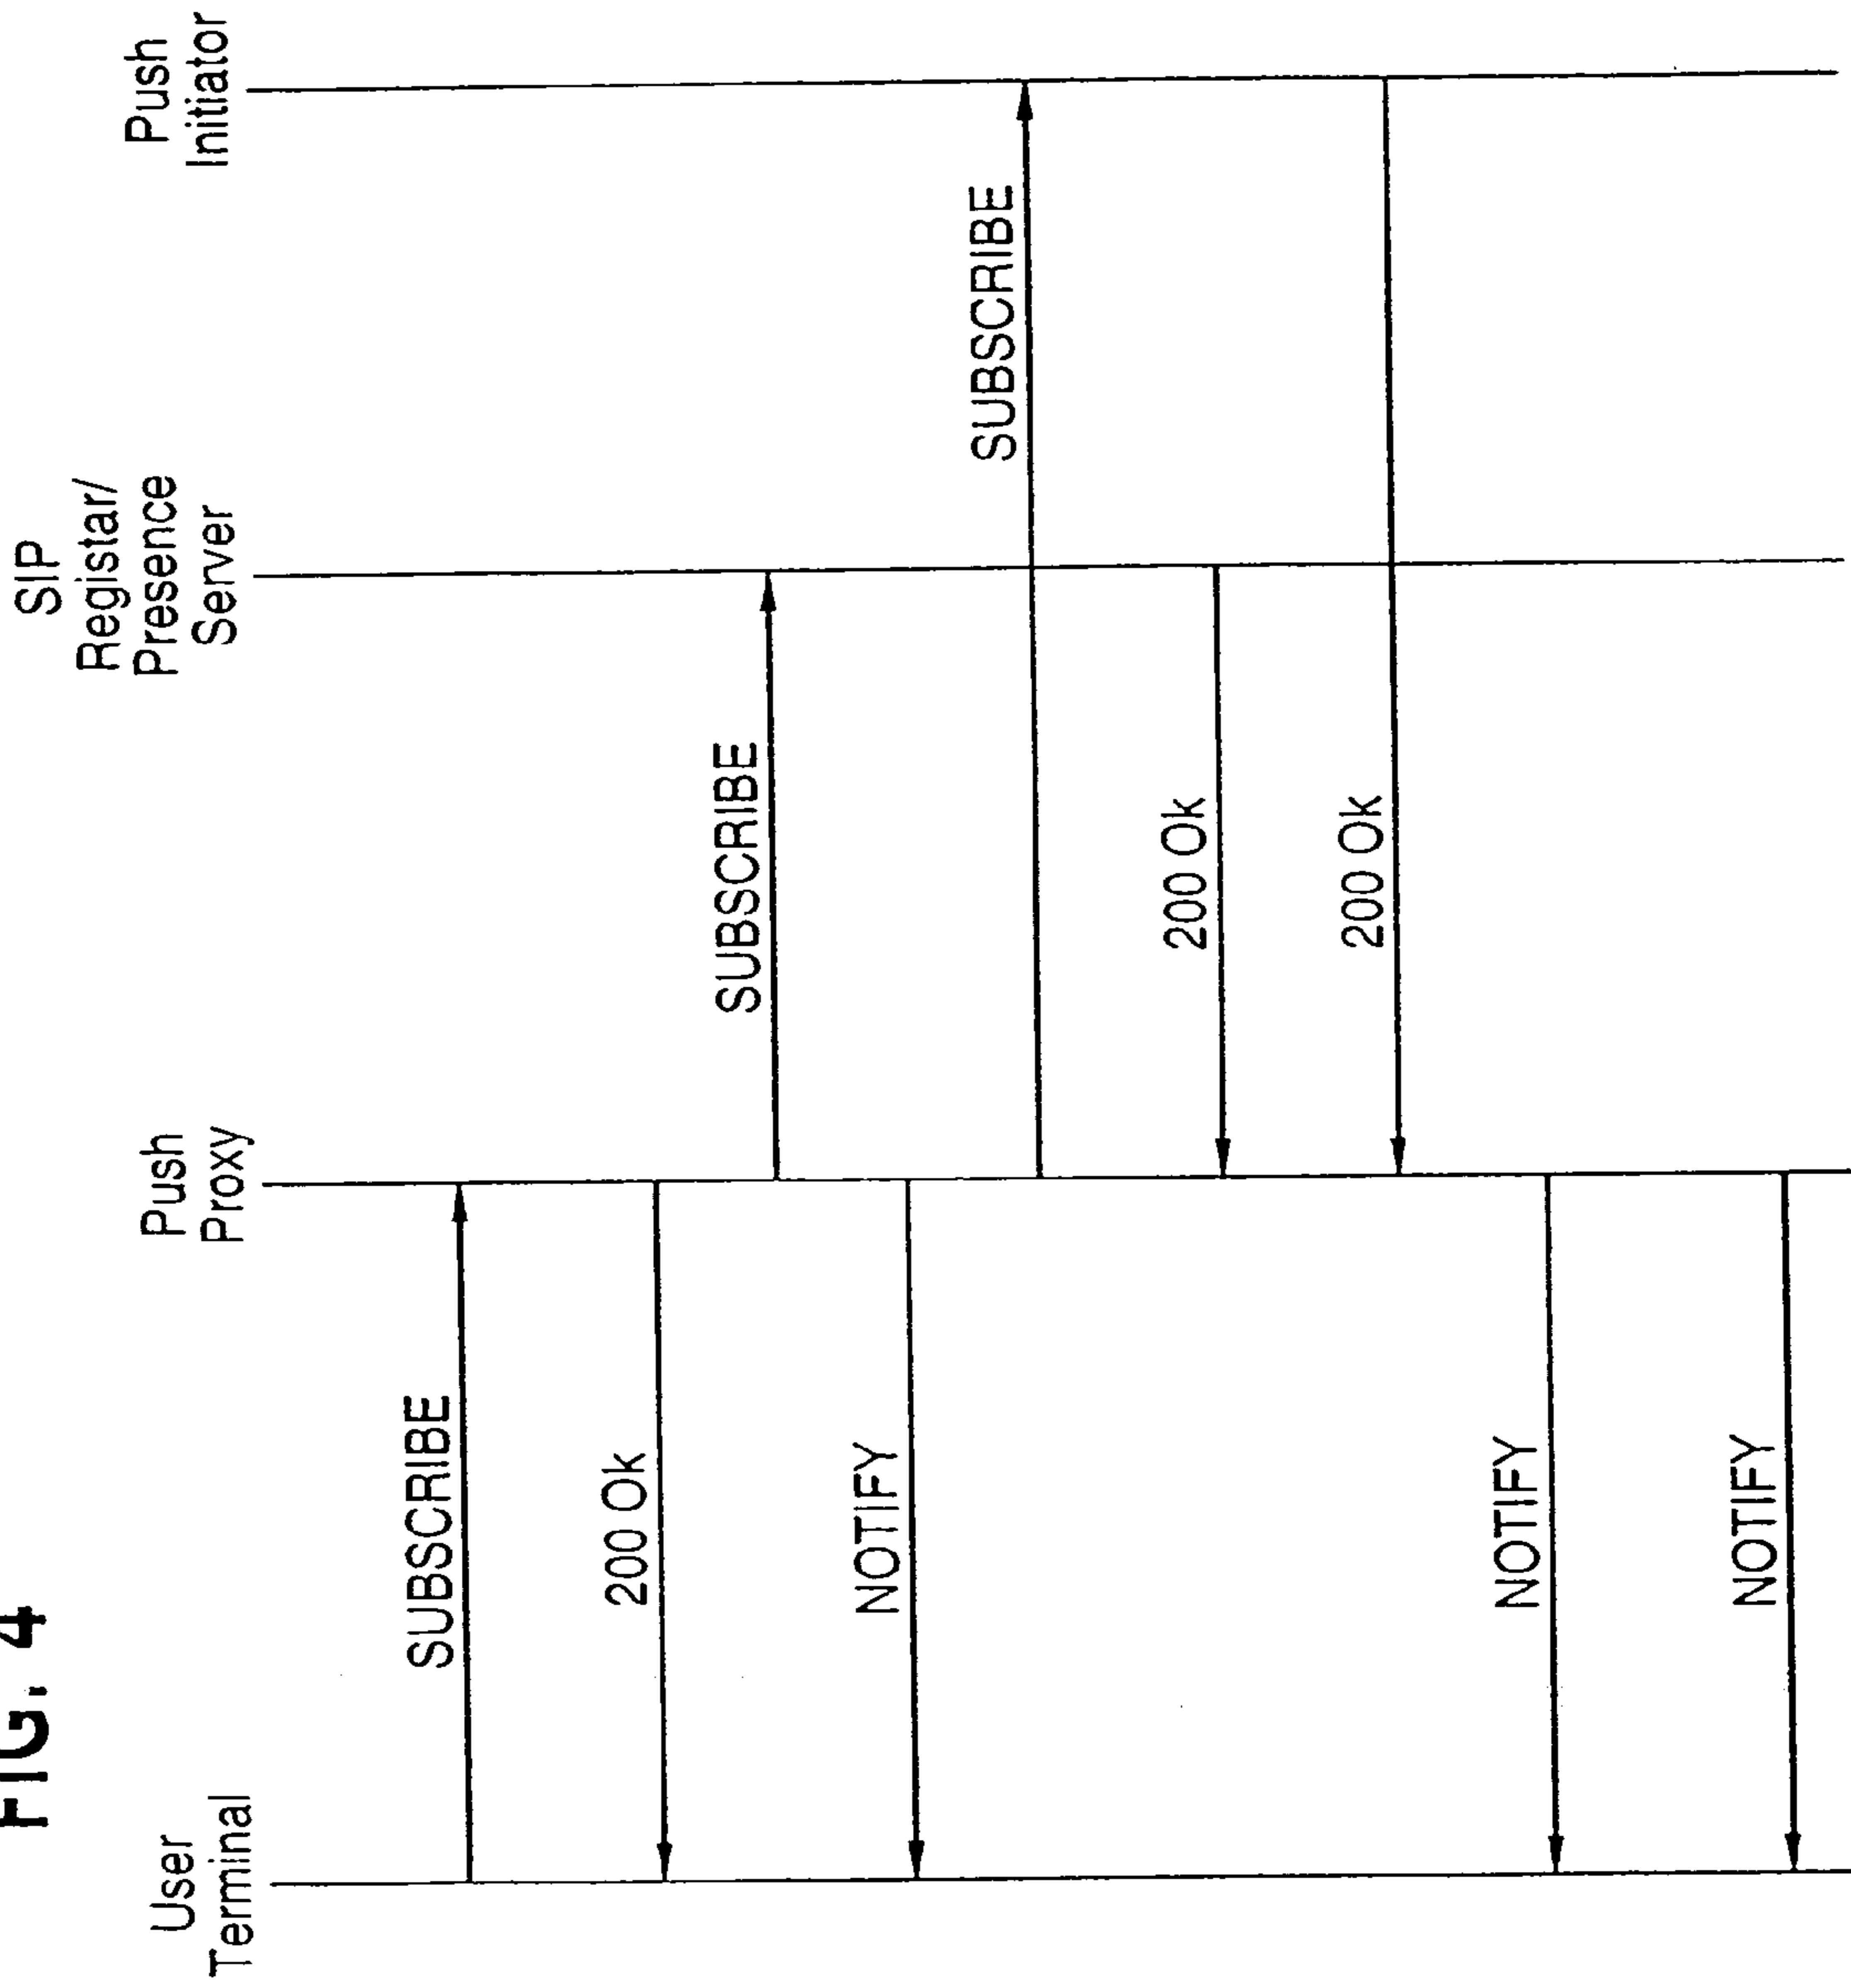 FIG. 4
User
Terminal
Push
Proxy
SIP
Registar/
Presence
Server
Push
Initiator
SUBSCRIBE
200 Ok
SUBSCRIBE
NOTIFY
SUBSCRIBE
200 Ok
200 Ok
NOTIFY
NOTIFY